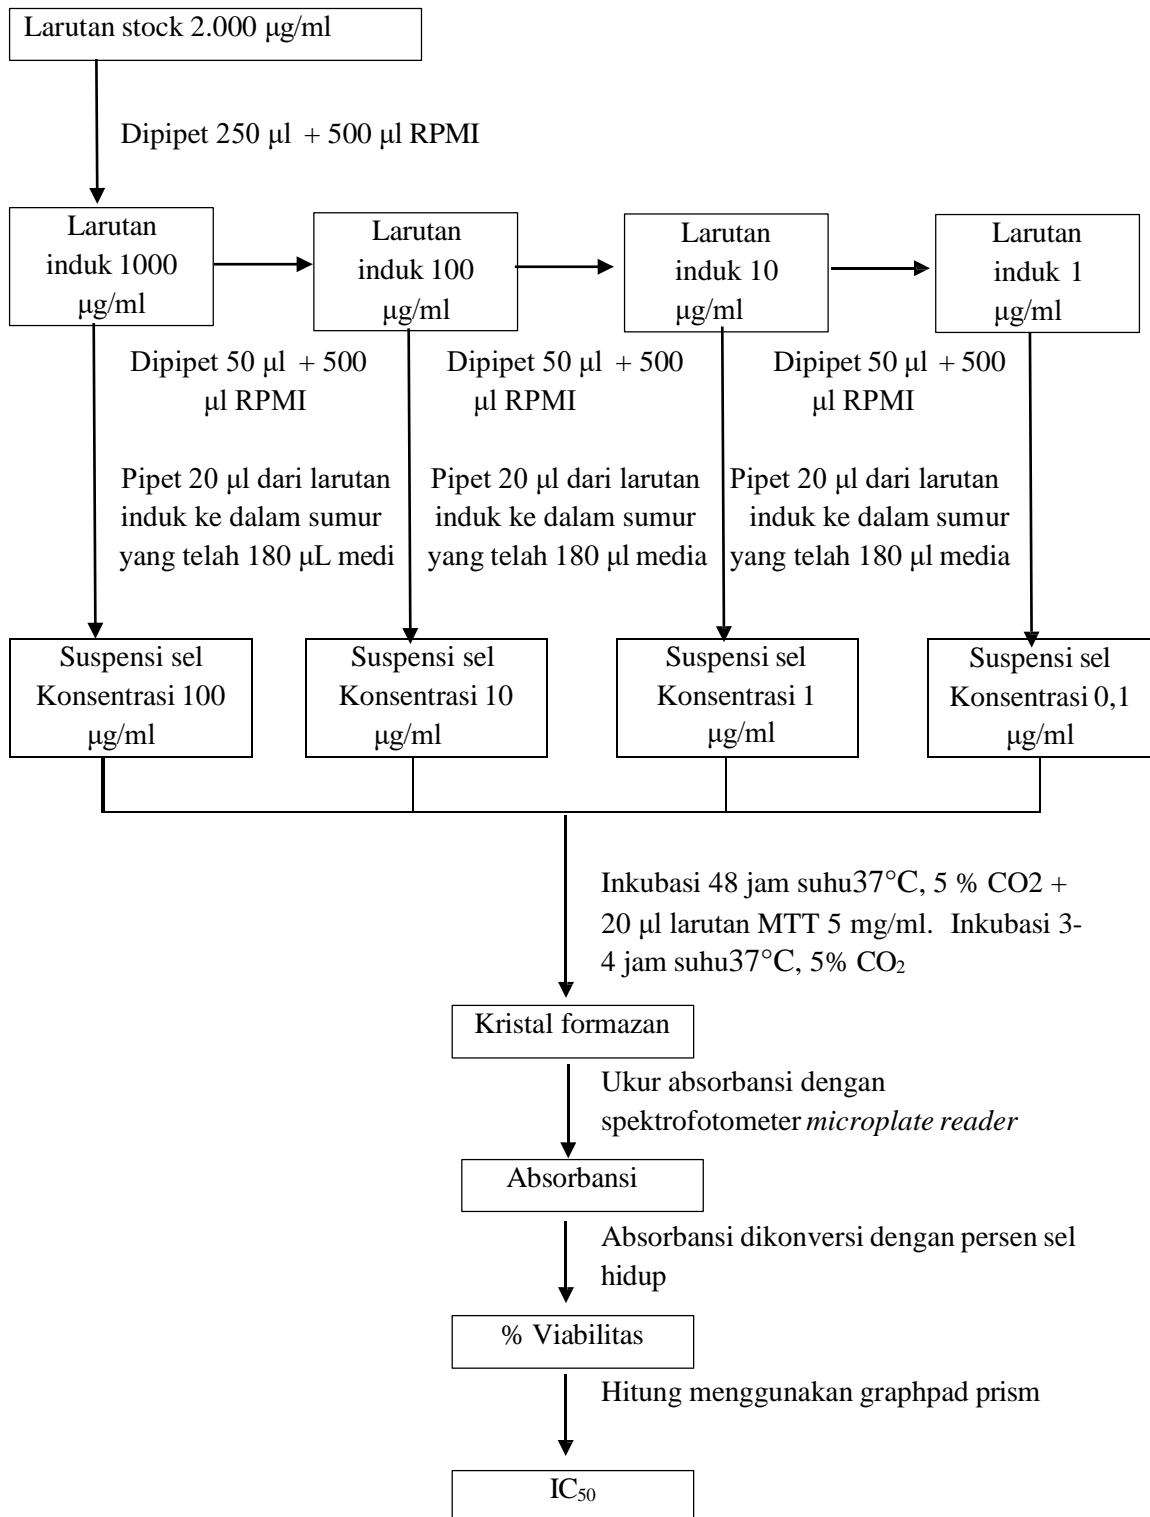 Larutan stock 2.000 μg/ml
Dipipet 250 μl + 500 μl RPMI
Larutan
induk 1000
μg/ml
Larutan
induk 100
μg/ml
Larutan
induk 10
μg/ml
Larutan
induk 1
μg/ml
Dipipet 50 μl + 500
μl RPMI
Dipipet 50 μl + 500
μl RPMI
Dipipet 50 μl + 500
μl RPMI
Pipet 20 μl dari larutan
induk ke dalam sumur
yang telah 180 μL medi
Pipet 20 μl dari larutan
induk ke dalam sumur
yang telah 180 μl media
Pipet 20 μl dari larutan
induk ke dalam sumur
yang telah 180 μl media
Suspensi sel
Konsentrasi 100
μg/ml
Suspensi sel
Konsentrasi 10
μg/ml
Suspensi sel
Konsentrasi 1
μg/ml
Suspensi sel
Konsentrasi 0,1
μg/ml
Inkubasi 48 jam suhu37°C, 5 % CO2 +
20 μl larutan MTT 5 mg/ml. Inkubasi 3-
4 jam suhu37°C, 5% CO₂
Kristal formazan
Ukur absorbansi dengan
spektrofotometer microplate reader
Absorbansi
Absorbansi dikonversi dengan persen sel
hidup
% Viabilitas
Hitung menggunakan graphpad prism
IC₅₀